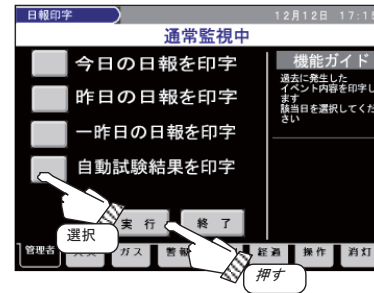 日報印字
12月12日 17:1
通常監視中
今日の日報を印字
昨日の日報を印字
一昨日の日報を印字
自動試験結果を印字
機能ガイド
過去に発生した
イベント内容を印字し
ます
該当日を選択してくだ
さい
選択
実行
終了
管理者
ガス
警報
経過
操作
消灯
押す